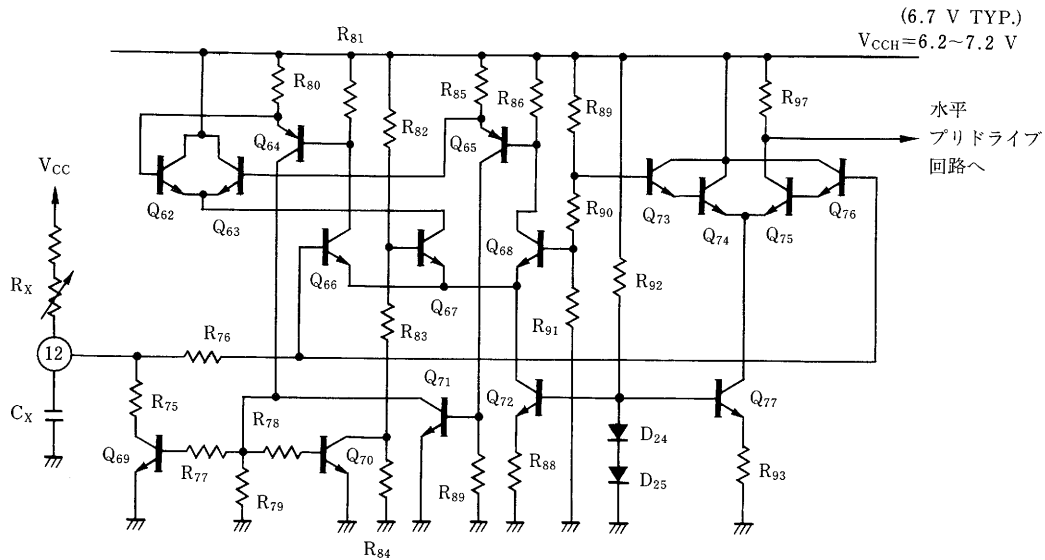 (6.7 V TYP.)
V_CCH=6.2~7.2 V
R81
R80
R82
R85
R86
R89
R97
水平
プリドライブ
回路へ
Q64
Q65
VCC
Q62
Q63
R90
Q73
Q74
Q75
Q76
Q66
Q67
Q68
R92
RX
R83
R91
R76
12
CX
R75
R78
Q71
Q72
Q77
Q69
R77
Q70
D24
D25
R79
R89
R88
R93
R84